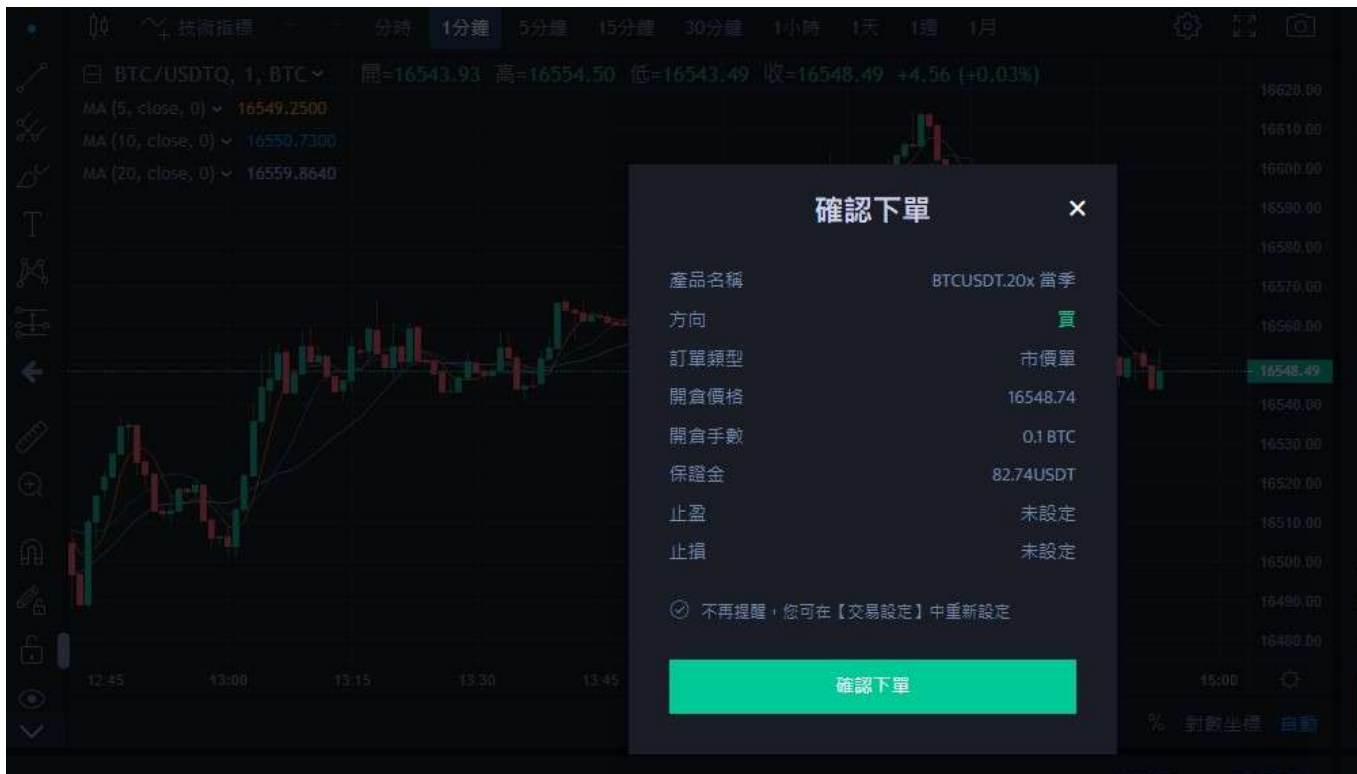 技術指標 分時 1分鐘 5分鐘 15分鐘 30分鐘 1小時 1天 1週 1月
BTC/USDTQ, 1, BTC 開=16543.93 高=16554.50 低=16543.49 收=16548.49 +4.56 (+0.03%)
MA (5, close, 0) 16549.2500
MA (10, close, 0) 16550.7300
MA (20, close, 0) 16559.8640
16620.00
16610.00
16600.00
16590.00
16580.00
16570.00
16560.00
16548.49
16540.00
16530.00
16520.00
16510.00
16500.00
16490.00
16480.00
確認下單 ×
產品名稱 BTCUSDT.20x 當季
方向 買
訂單類型 市價單
開倉價格 16548.74
開倉手數 0.1 BTC
保證金 82.74USDT
止盈 未設定
止損 未設定
不再提醒，您可在【交易設定】中重新設定
確認下單
12:45 13:00 13:15 13:30 13:45 15:00
% 對數坐標 自動